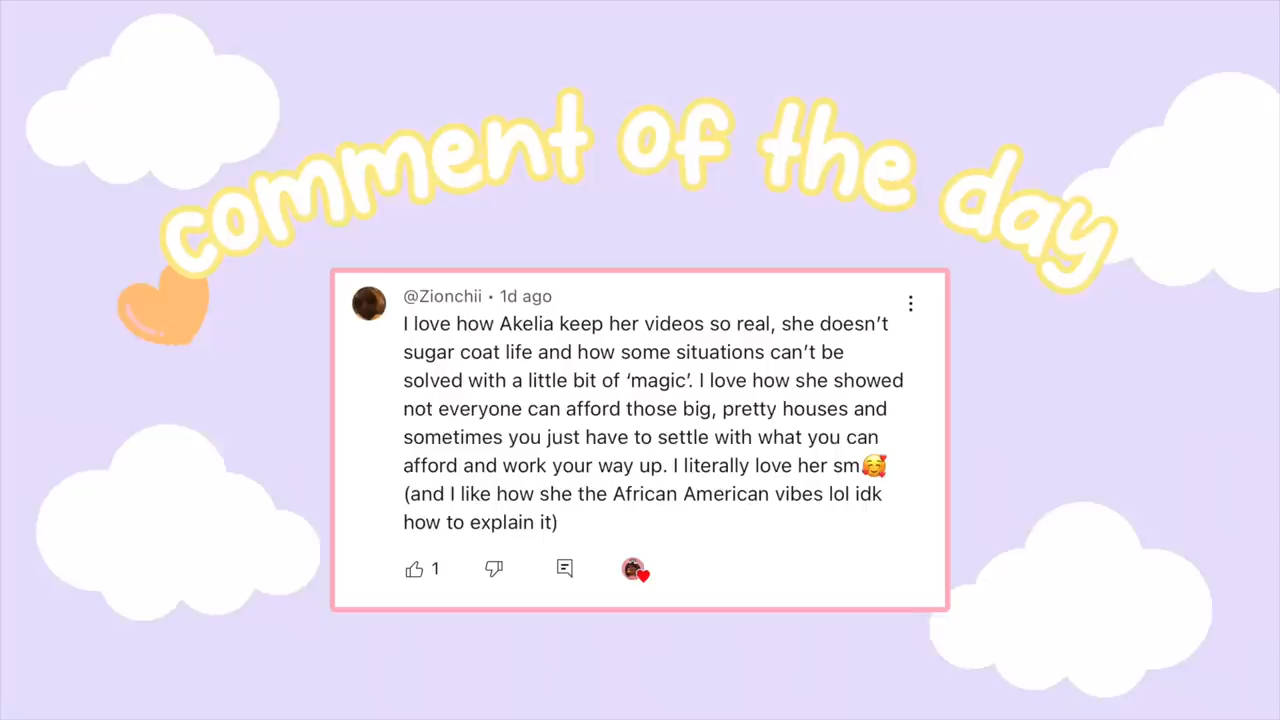 comment of the day
@Zionchii • 1d ago
I love how Akelia keep her videos so real, she doesn’t
sugar coat life and how some situations can’t be
solved with a little bit of ‘magic’. I love how she showed
not everyone can afford those big, pretty houses and
sometimes you just have to settle with what you can
afford and work your way up. I literally love her sm🥰
(and I like how she the African American vibes lol idk
how to explain it)
1